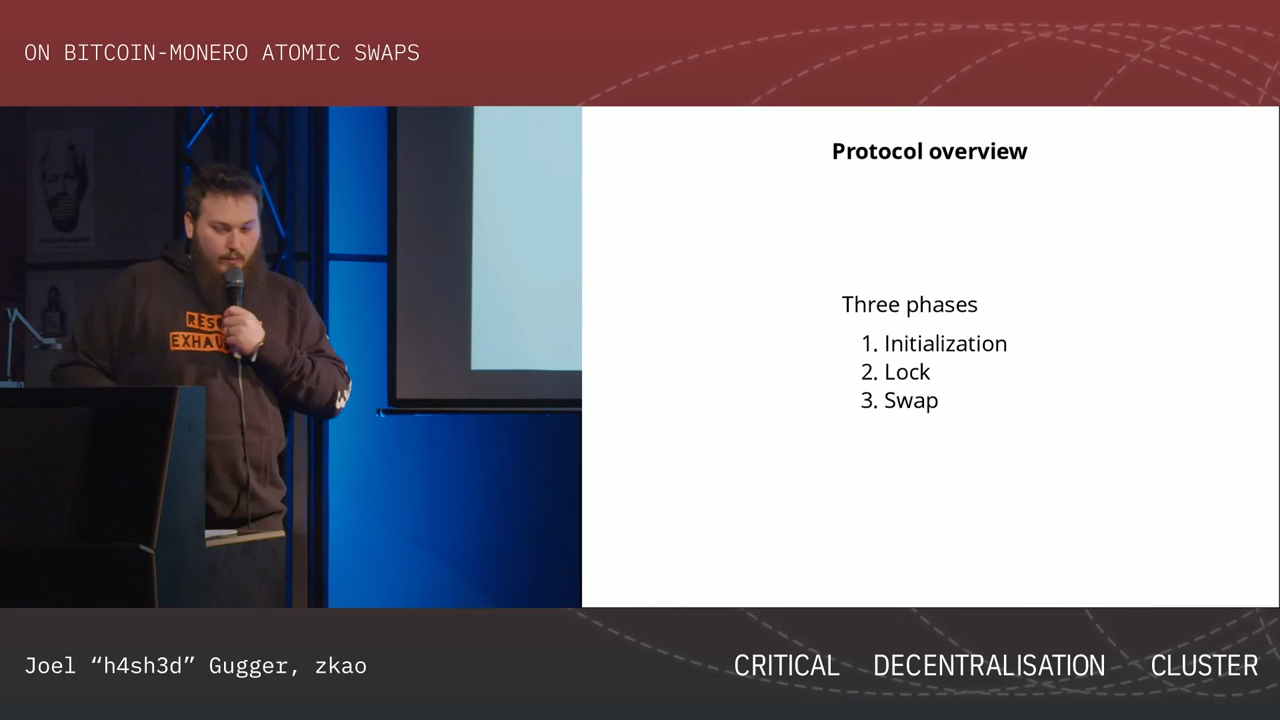 ON BITCOIN-MONERO ATOMIC SWAPS
Protocol overview
Three phases
1. Initialization
2. Lock
3. Swap
Joel “h4sh3d” Gugger, zkao
CRITICAL DECENTRALISATION CLUSTER